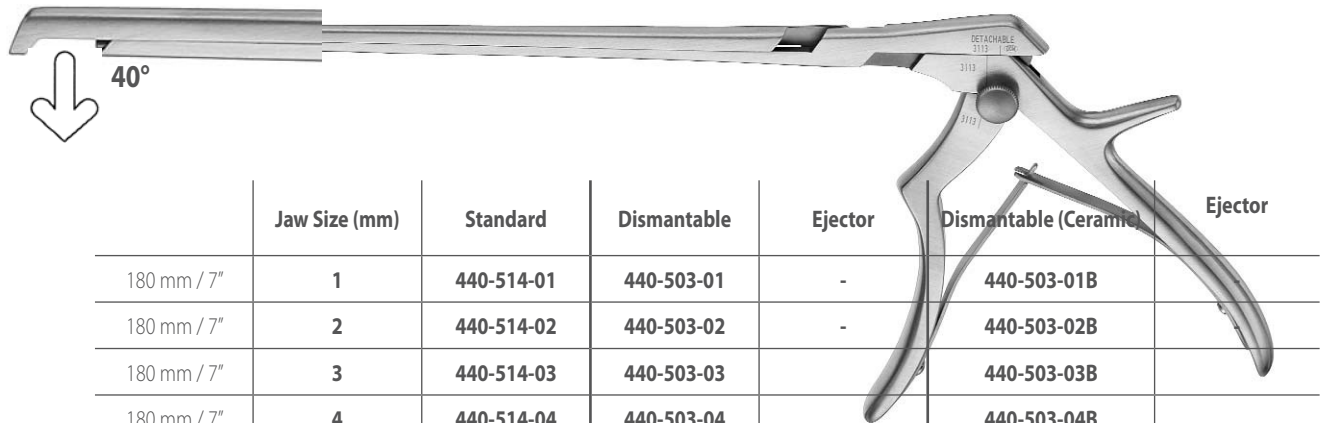 DETACHABLE
3113
3113
3113
40°
Jaw Size (mm) Standard Dismantable Ejector Dismantable (Ceramic) Ejector
180 mm / 7” 1 440-514-01 440-503-01 - 440-503-01B -
180 mm / 7” 2 440-514-02 440-503-02 - 440-503-02B -
180 mm / 7” 3 440-514-03 440-503-03 440-503-03B
180 mm / 7” 4 440-514-04 440-503-04 440-503-04B